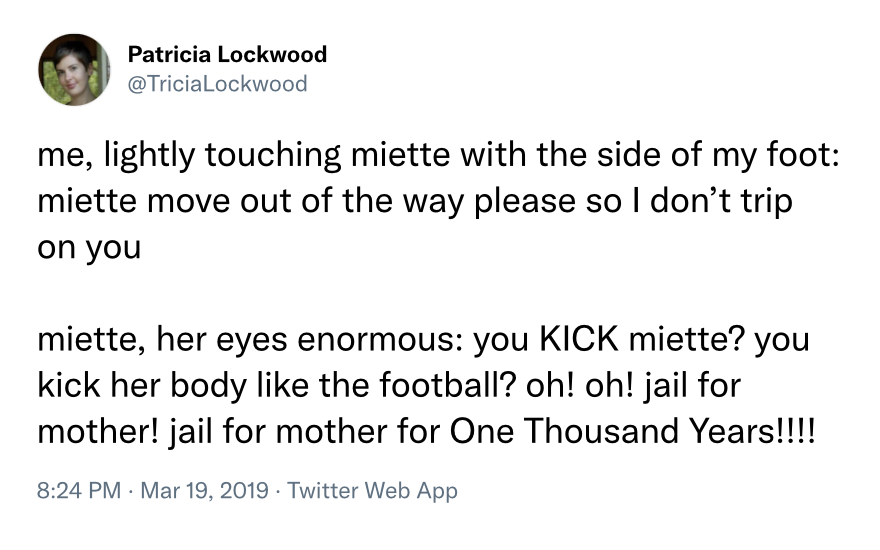 Patricia Lockwood
@TriciaLockwood
me, lightly touching miette with the side of my foot:
miette move out of the way please so I don’t trip
on you
miette, her eyes enormous: you KICK miette? you
kick her body like the football? oh! oh! jail for
mother! jail for mother for One Thousand Years!!!!
8:24 PM · Mar 19, 2019 · Twitter Web App